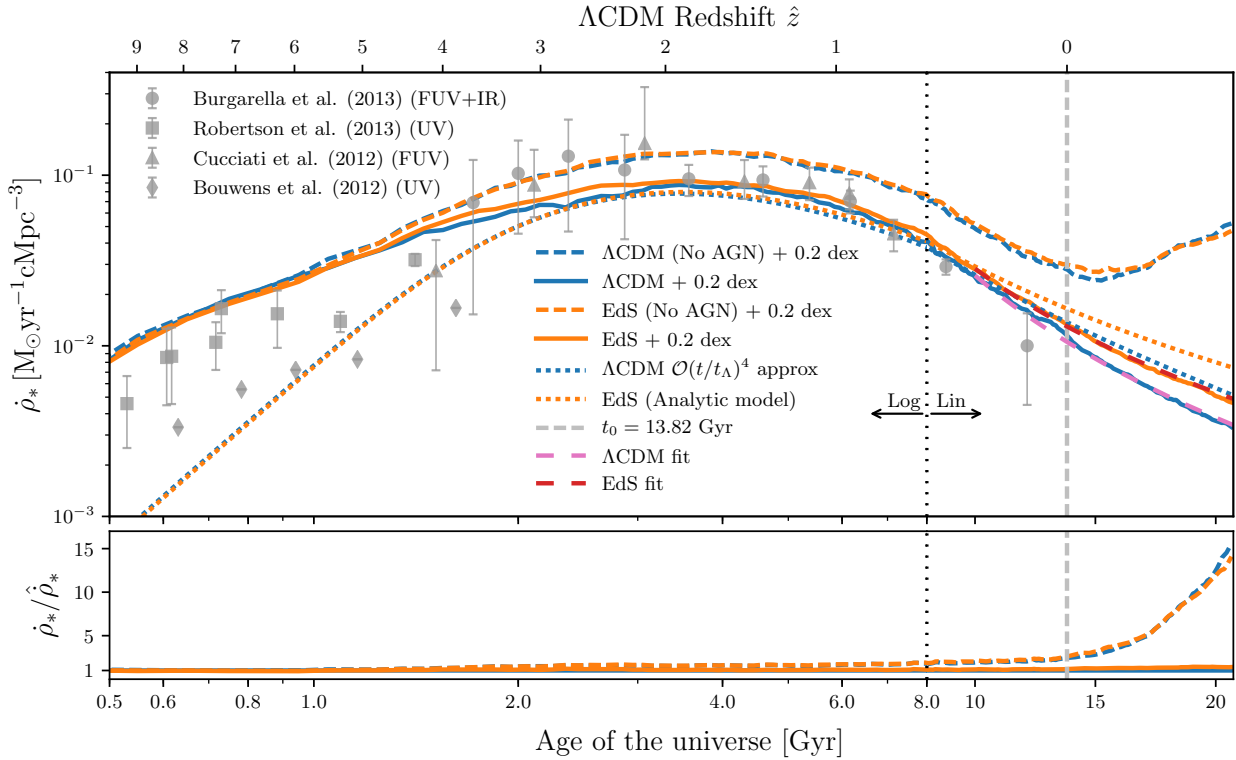 ΛCDM Redshift ẑ
9 8 7 6 5 4 3 2 1 0
Burgarella et al. (2013) (FUV+IR)
Robertson et al. (2013) (UV)
Cucciati et al. (2012) (FUV)
Bouwens et al. (2012) (UV)
10⁻¹
10⁻²
10⁻³
ρ̇* [M⊙yr⁻¹cMpc⁻³]
ΛCDM (No AGN) + 0.2 dex
ΛCDM + 0.2 dex
EdS (No AGN) + 0.2 dex
EdS + 0.2 dex
ΛCDM 𝒪(t/tΛ)⁴ approx
EdS (Analytic model)
t₀ = 13.82 Gyr
ΛCDM fit
EdS fit
Log Lin
15
10
5
1
ρ̇*/ρ̇̂*
0.5 0.6 0.8 1.0 2.0 4.0 6.0 8.0 10 15 20
Age of the universe [Gyr]